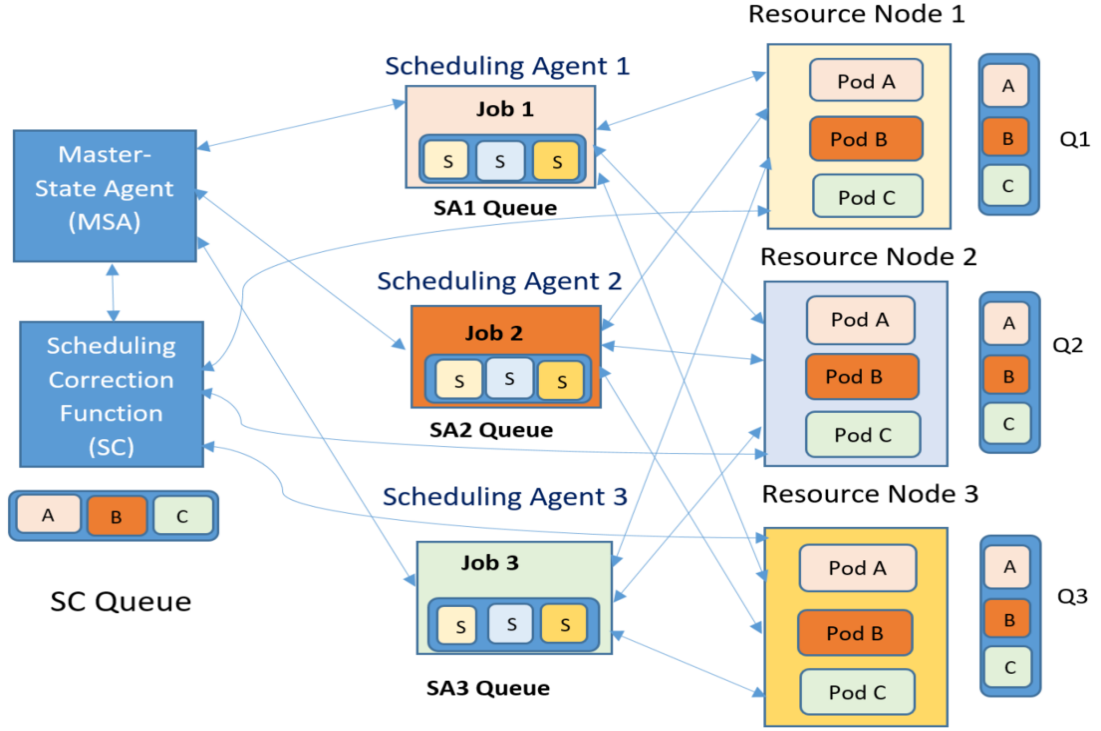 Master-
State Agent
(MSA)
Scheduling
Correction
Function
(SC)
A B C
SC Queue
Scheduling Agent 1
Job 1
S S S
SA1 Queue
Scheduling Agent 2
Job 2
S S S
SA2 Queue
Scheduling Agent 3
Job 3
S S S
SA3 Queue
Resource Node 1
Pod A
Pod B
Pod C
A
B
C
Q1
Resource Node 2
Pod A
Pod B
Pod C
A
B
C
Q2
Resource Node 3
Pod A
Pod B
Pod C
A
B
C
Q3